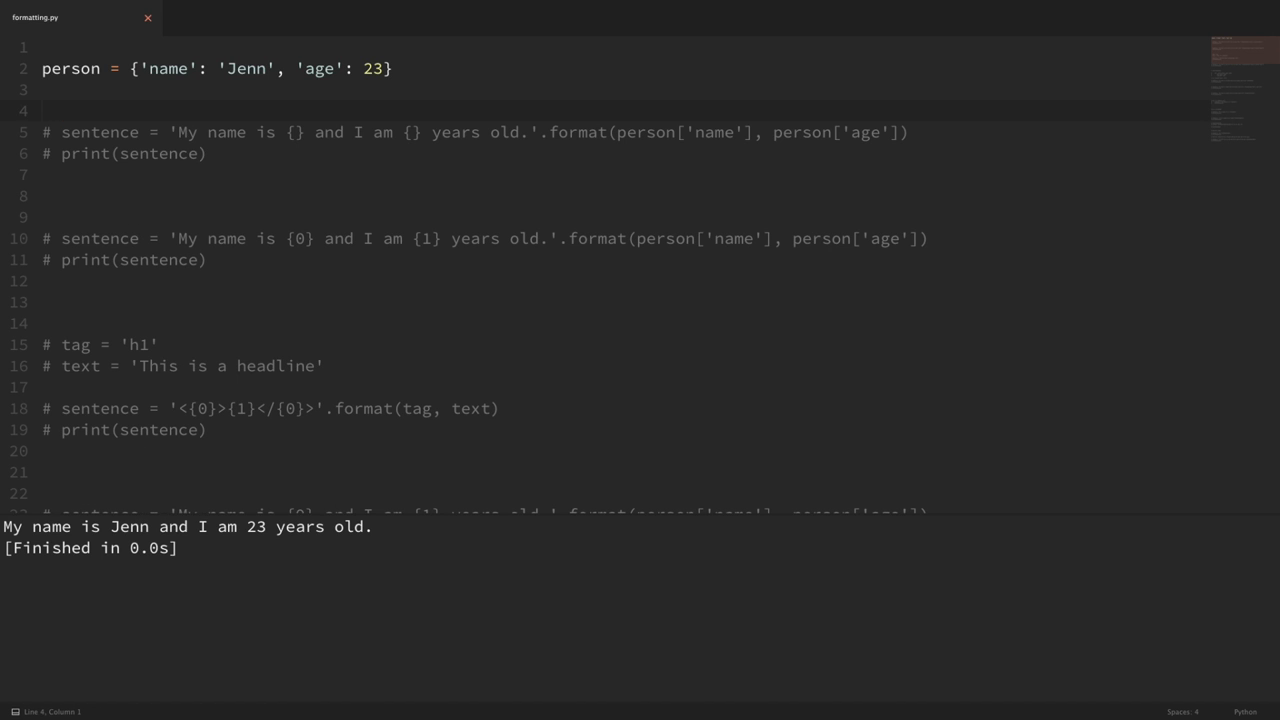 formatting.py
1
2 person = {'name': 'Jenn', 'age': 23}
3
4
5 # sentence = 'My name is {} and I am {} years old.'.format(person['name'], person['age'])
6 # print(sentence)
7
8
9
10 # sentence = 'My name is {0} and I am {1} years old.'.format(person['name'], person['age'])
11 # print(sentence)
12
13
14
15 # tag = 'h1'
16 # text = 'This is a headline'
17
18 # sentence = '<{0}>{1}</{0}>'.format(tag, text)
19 # print(sentence)
20
21
22
My name is Jenn and I am 23 years old.
[Finished in 0.0s]
Line 4, Column 1
Spaces: 4
Python